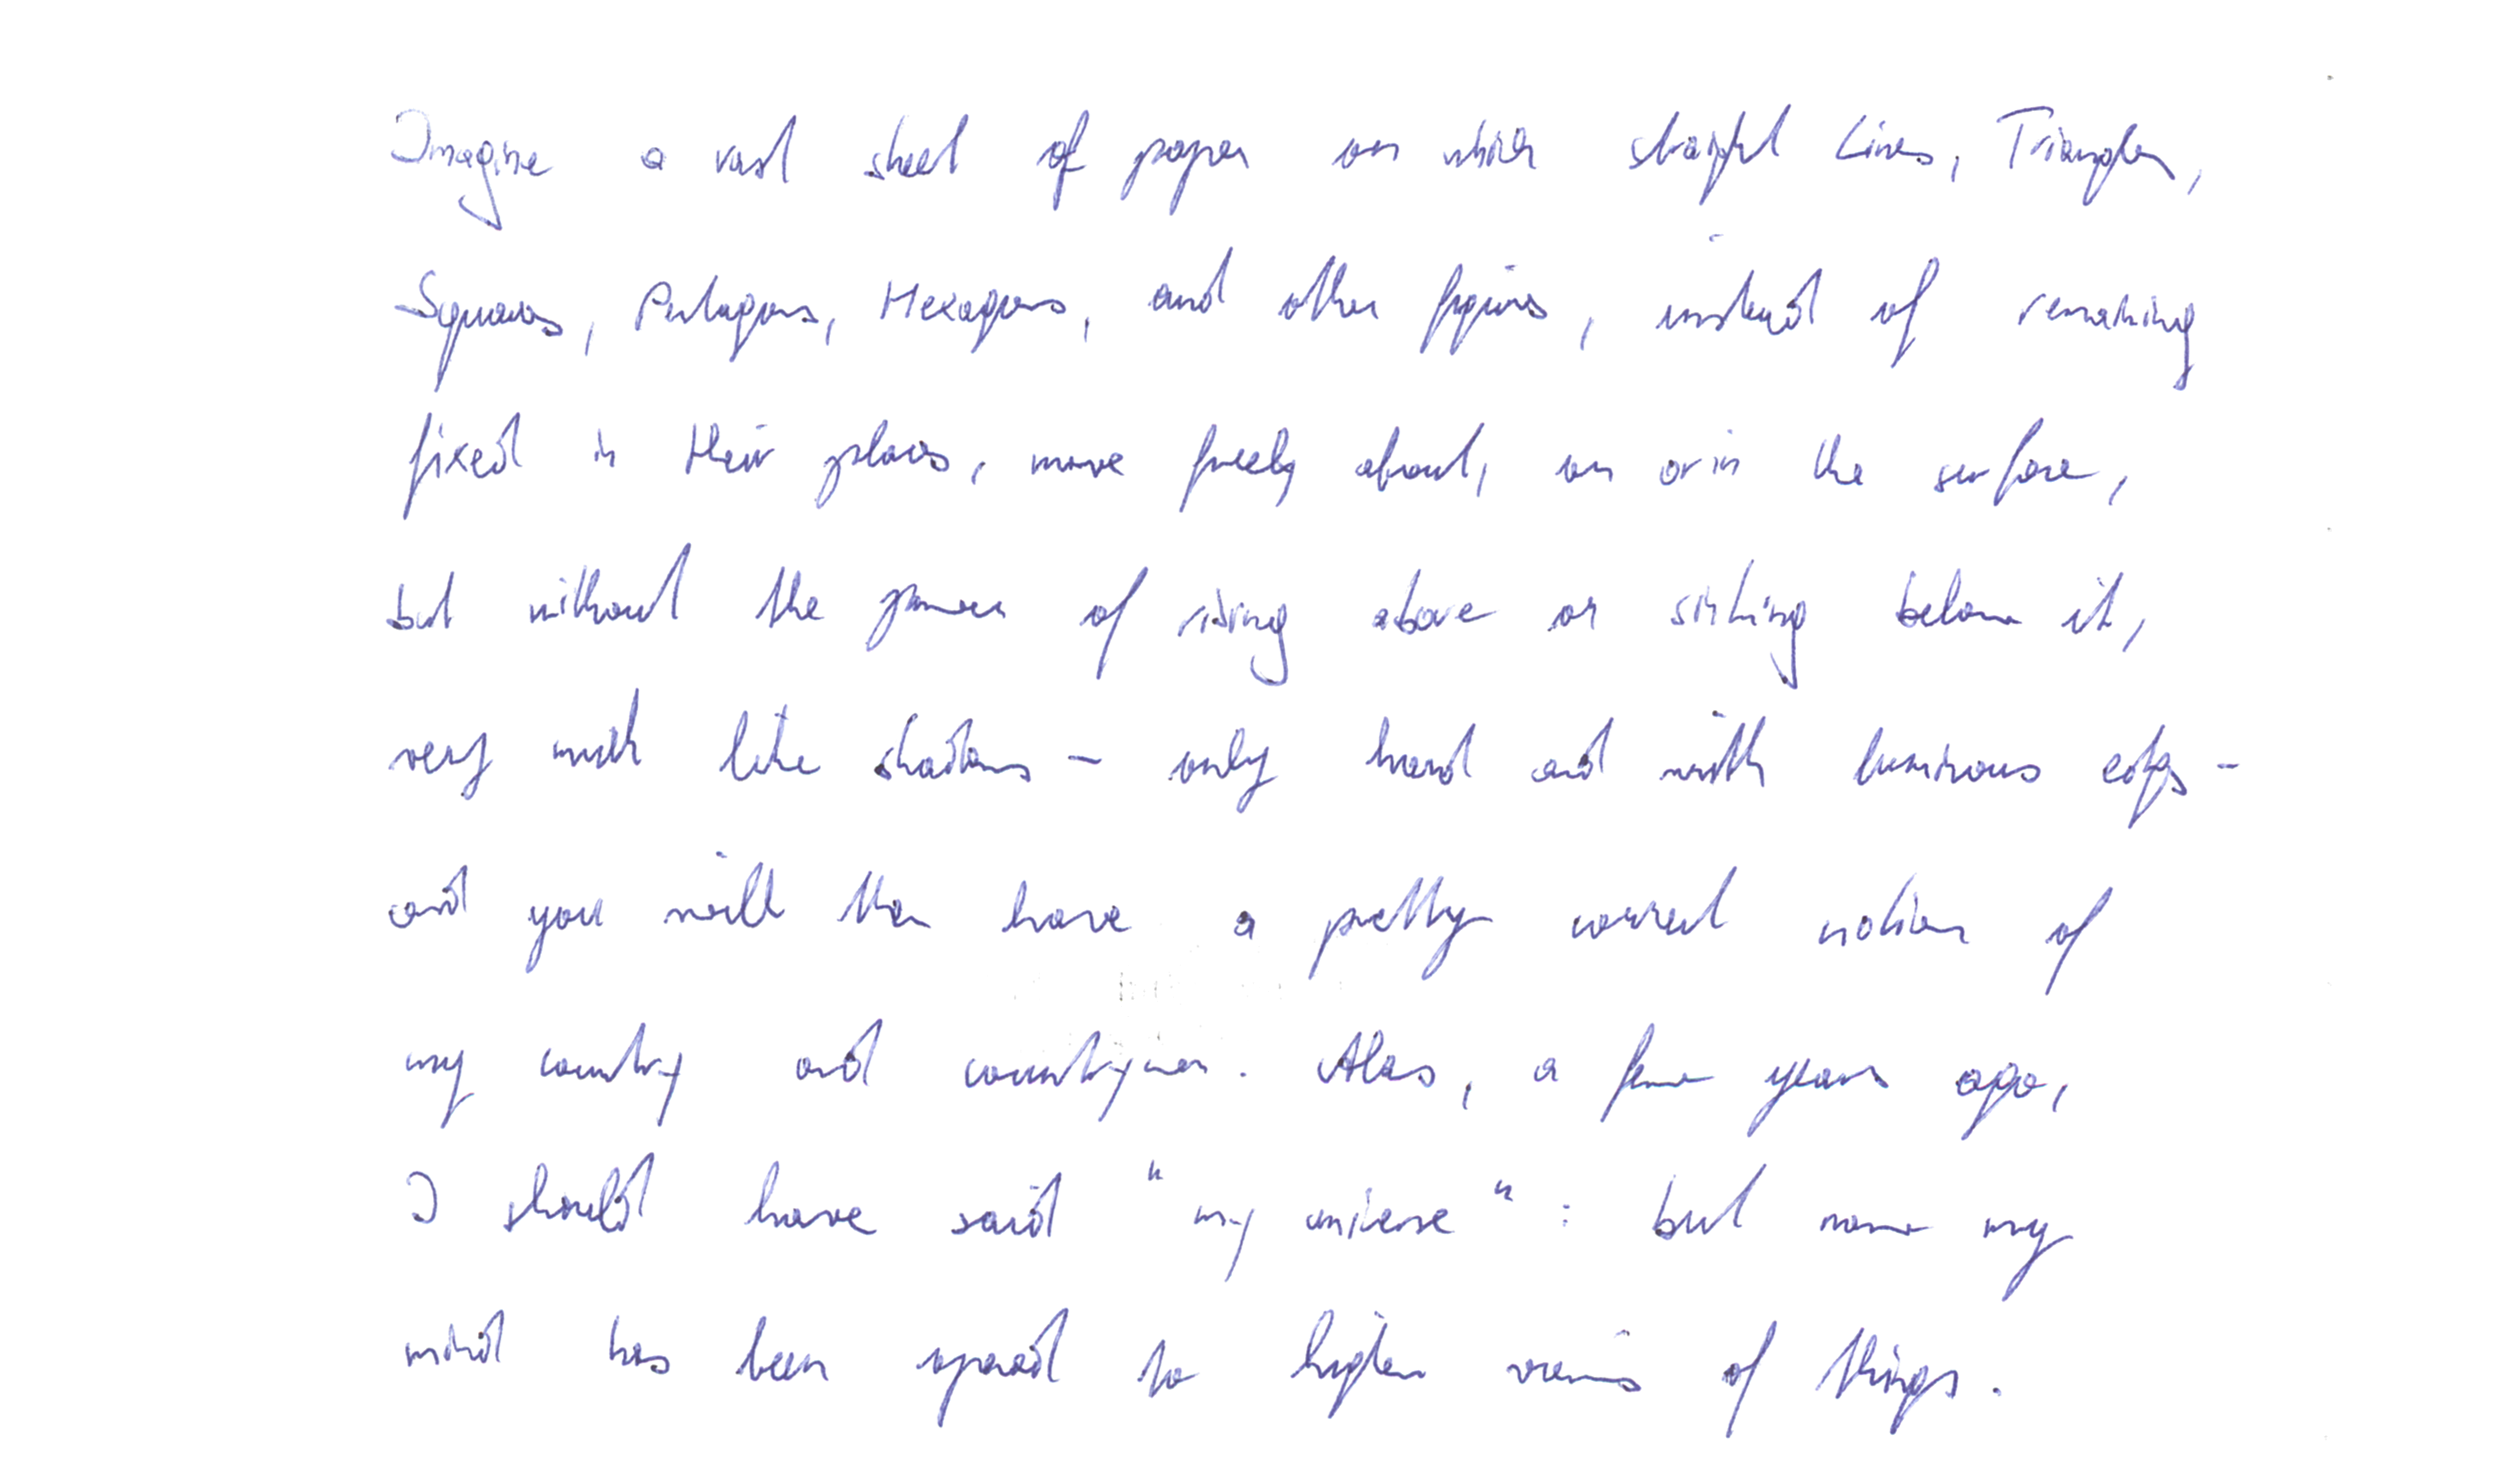 Imagine a vast sheet of paper on which straight Lines, Triangles,
Squares, Pentagons, Hexagons, and other figures, instead of remaining
fixed in their places, move freely about, on or in the surface,
but without the power of rising above or sinking below it,
very much like shadows - only hard and with luminous edges -
and you will then have a pretty correct notion of
my country and countrymen. Alas, a few years ago,
I should have said "my universe": but now my
mind has been opened to higher views of things.